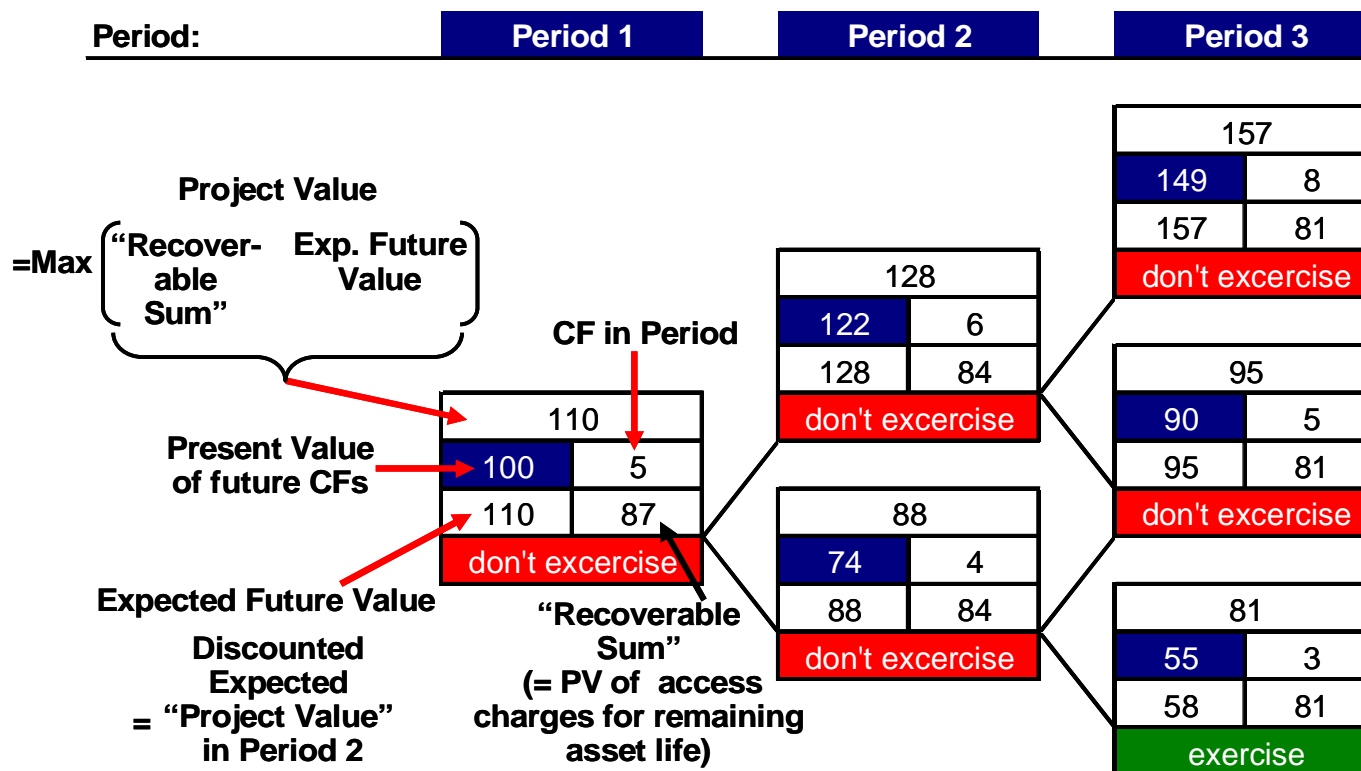 Period: Period 1 Period 2 Period 3
157
149 8
157 81
don't excercise
Project Value
=Max
“Recover-
able
Sum”
Exp. Future
Value
128
122 6
128 84
don't excercise
CF in Period
95
90 5
95 81
don't excercise
110
100 5
110 87
don't excercise
Present Value
of future CFs
88
74 4
88 84
don't excercise
Expected Future Value
Discounted
Expected
= “Project Value”
in Period 2
“Recoverable
Sum”
(= PV of access
charges for remaining
asset life)
81
55 3
58 81
exercise